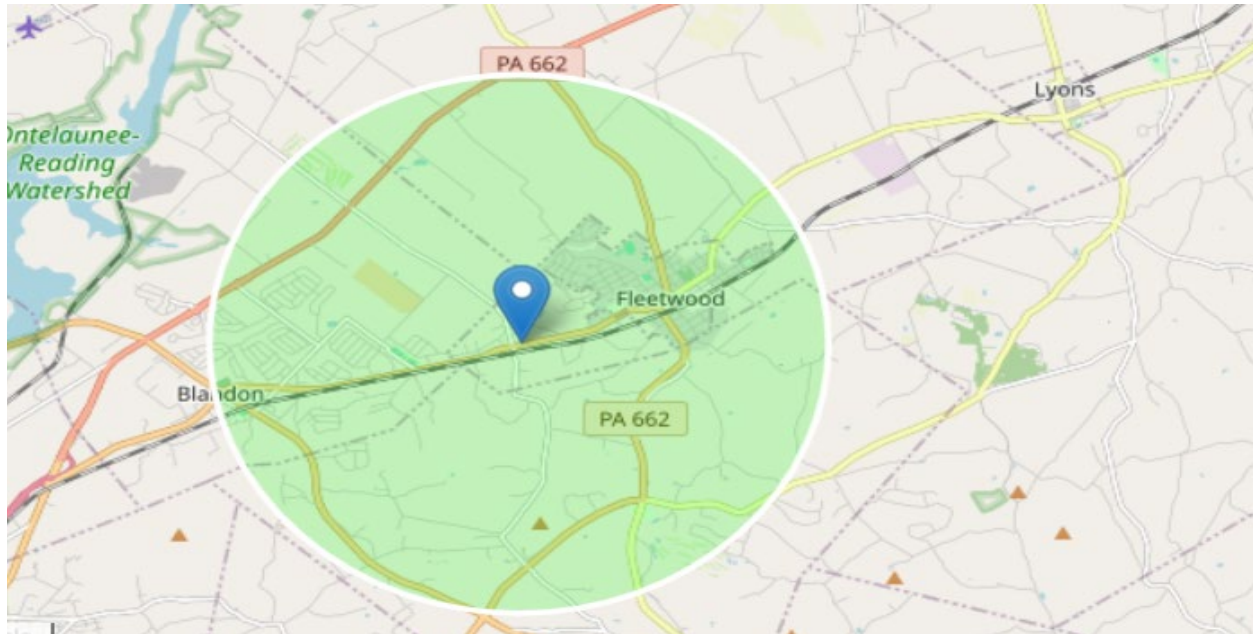 PA 662
Lyons
Ontelaunee-
Reading
Watershed
Fleetwood
Blandon
PA 662